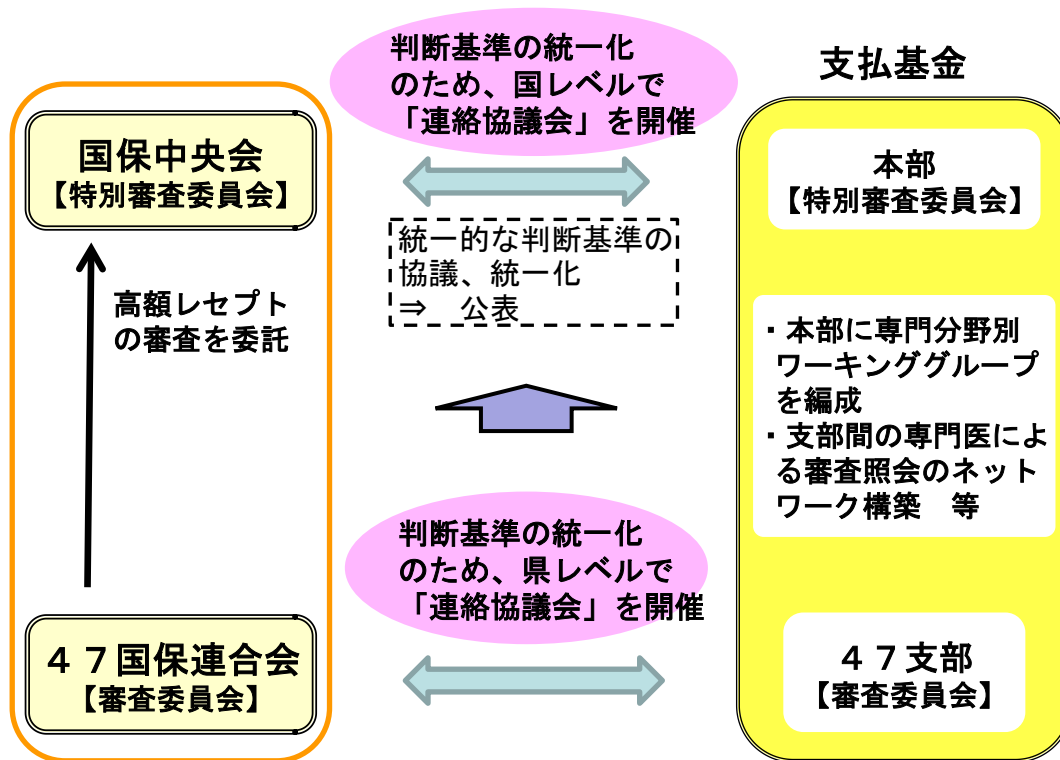 判断基準の統一化
のため、国レベルで
「連絡協議会」を開催
支払基金
国保中央会
【特別審査委員会】
本部
【特別審査委員会】
統一的な判断基準の
協議、統一化
⇒　公表
高額レセプト
の審査を委託
・本部に専門分野別
ワーキンググループ
を編成
・支部間の専門医によ
る審査照会のネット
ワーク構築　等
判断基準の統一化
のため、県レベルで
「連絡協議会」を開催
４７国保連合会
【審査委員会】
４７支部
【審査委員会】